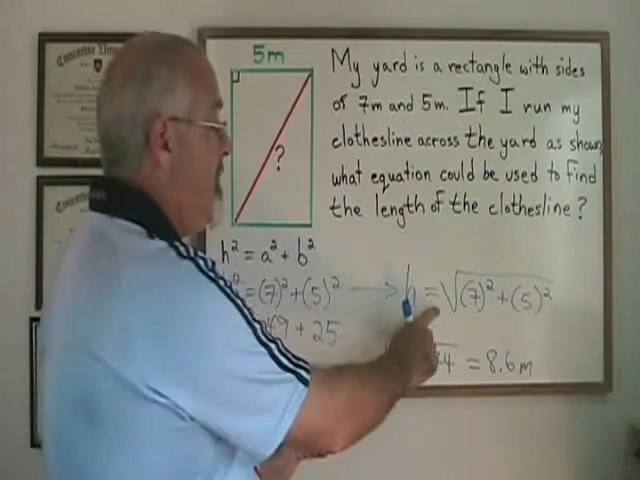 5m
?
My yard is a rectangle with sides
of 7m and 5m. If I run my
clothesline across the yard as shown,
what equation could be used to find
the length of the clothesline?
h² = a² + b²
= (7)² + (5)²
49 + 25
h = √(7)² + (5)²
= 8.6m